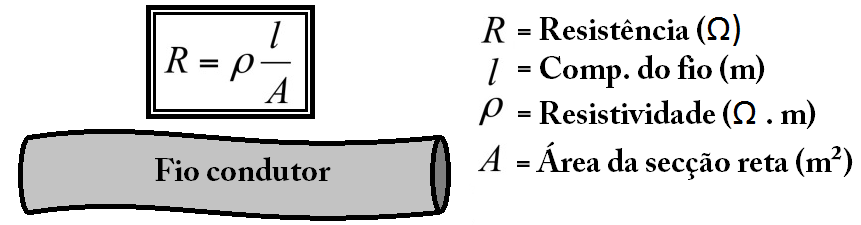 R = ρ l/A
Fio condutor
R = Resistência (Ω)
l = Comp. do fio (m)
ρ = Resistividade (Ω . m)
A = Área da secção reta (m²)